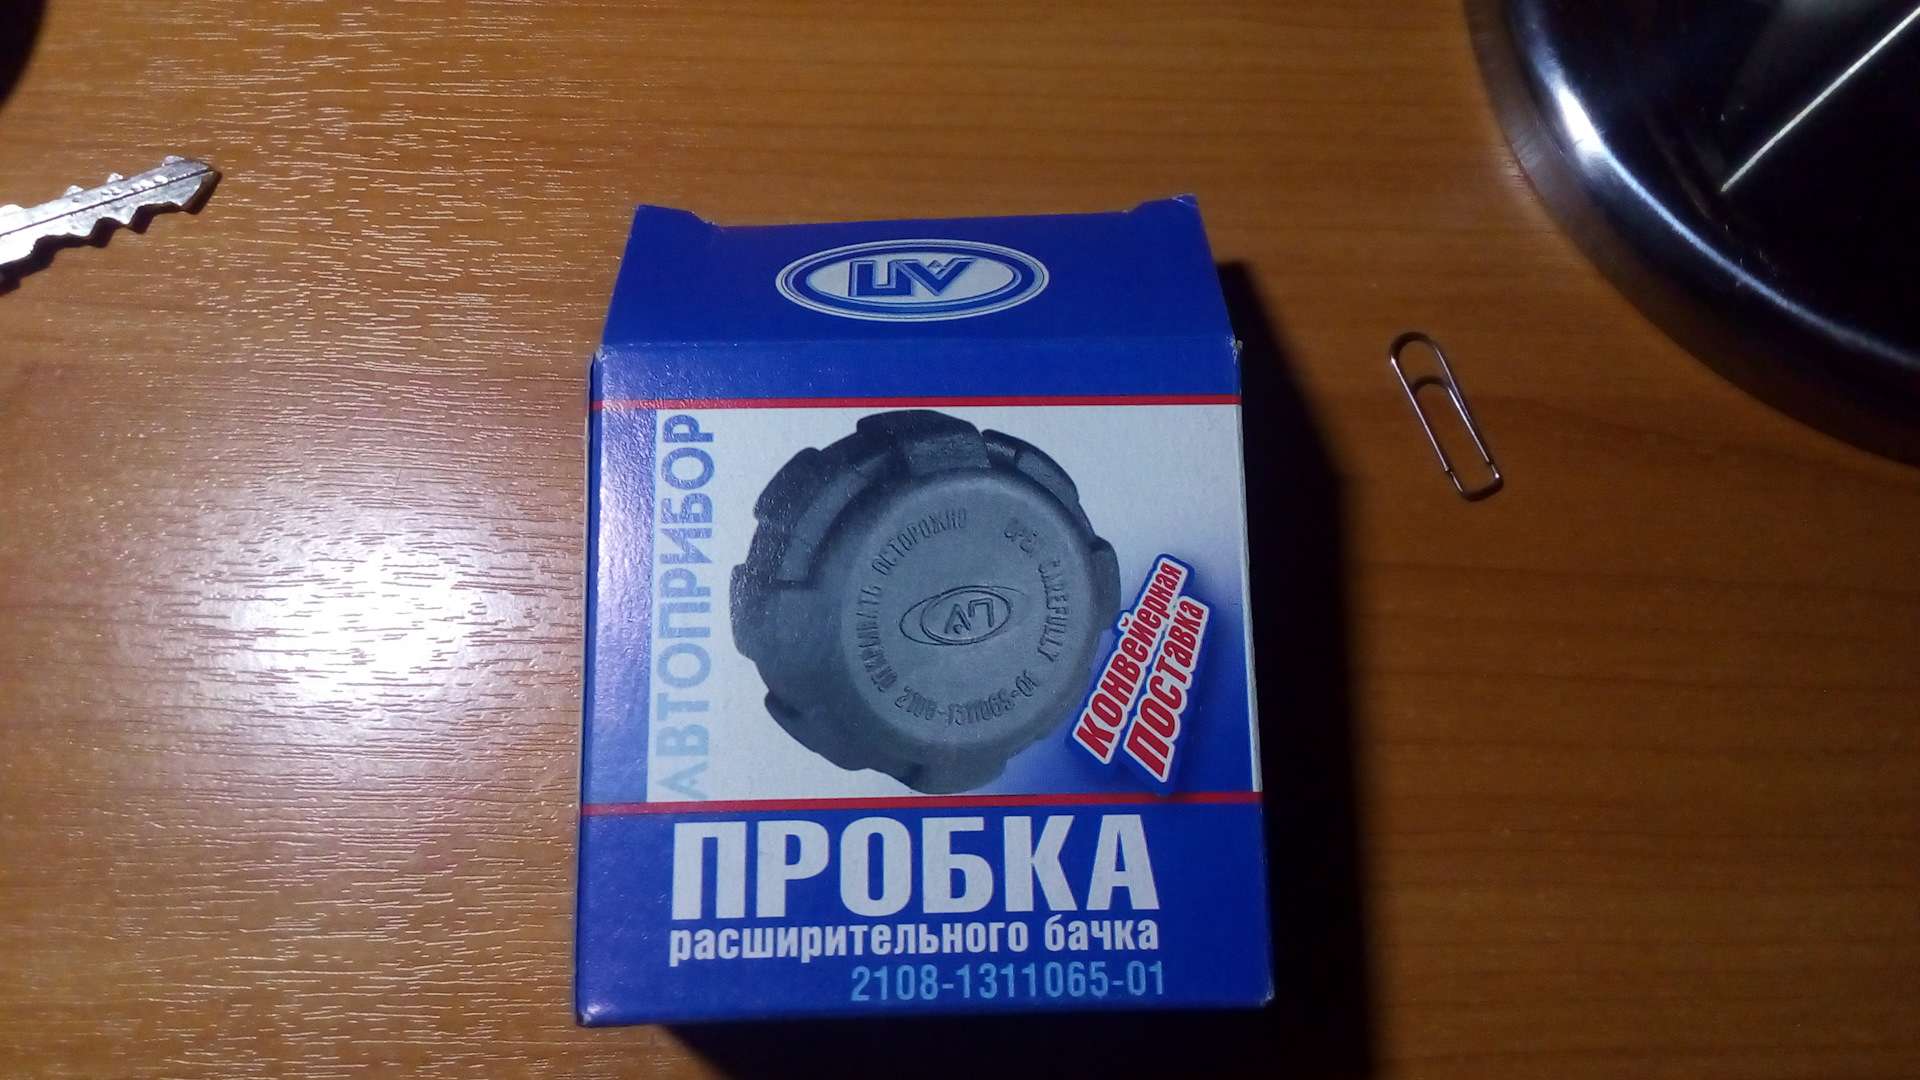 АВТОПРИБОР
ОТКРЫВАТЬ ОСТОРОЖНО
OPEN CAREFULLY
2108-1311065-01
КОНВЕЙЕРНАЯ
ПОСТАВКА
ПРОБКА
расширительного бачка
2108-1311065-01